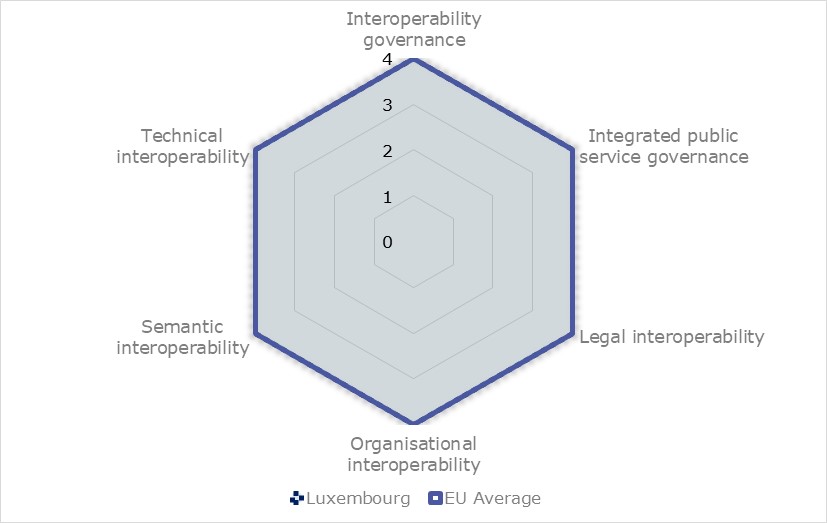 Interoperability
governance
4
3
2
1
0
Technical
interoperability
Integrated public
service governance
Semantic
interoperability
Legal interoperability
Organisational
interoperability
Luxembourg EU Average